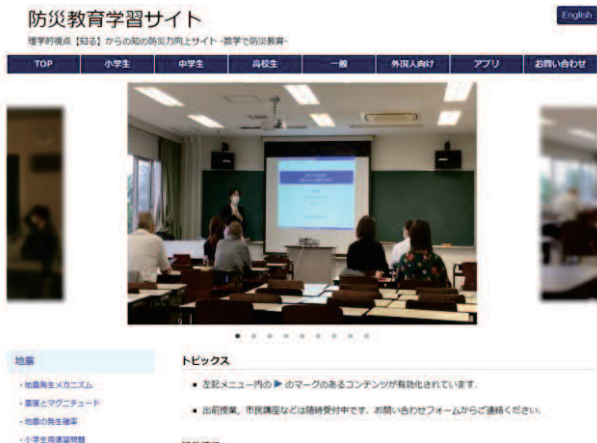 防災教育学習サイト
English
理学的視点【知る】からの知の防災力向上サイト -数学で防災教育-
TOP 小学生 中学生 高校生 一般 外国人向け アプリ お問い合わせ
地震
・地震発生メカニズム
・震度とマグニチュード
・地震の発生確率
・小学生用演習問題
トピックス
左記メニュー内の ▶ のマークのあるコンテンツが有効化されています.
出前授業, 市民講座などは随時受付中です. お問い合わせフォームからご連絡ください.